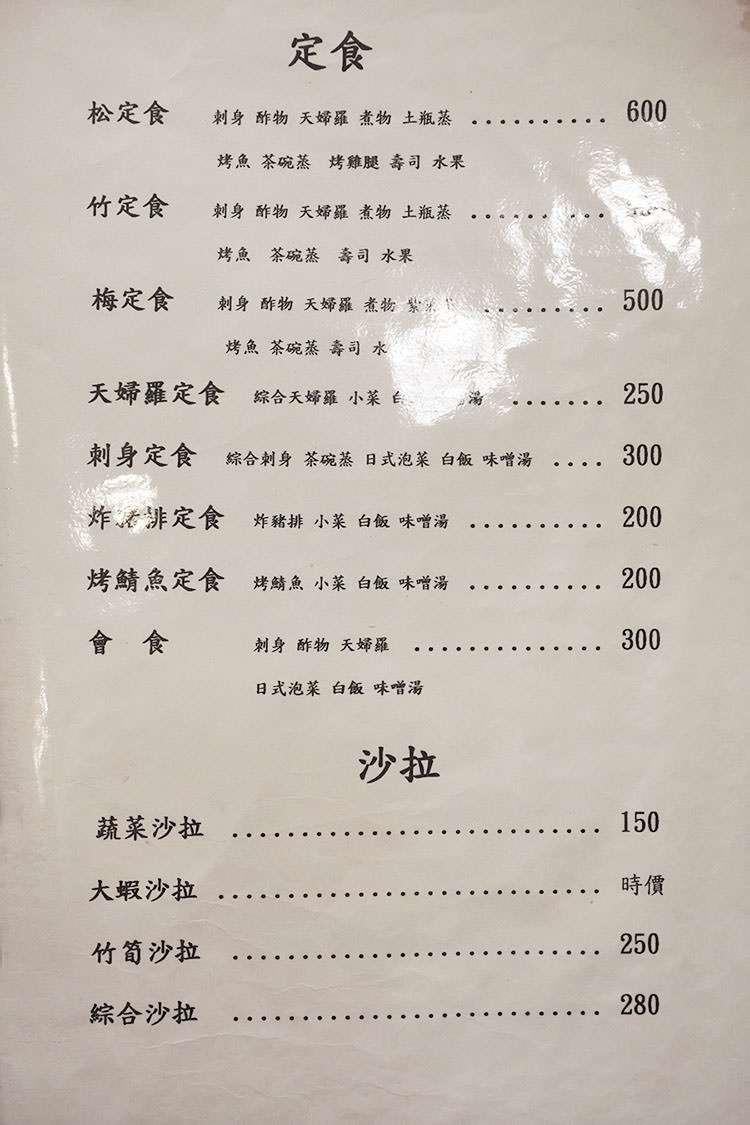 定食
松定食 刺身 酢物 天婦羅 煮物 土瓶蒸 .......... 600
烤魚 茶碗蒸 烤雞腿 壽司 水果
竹定食 刺身 酢物 天婦羅 煮物 土瓶蒸 ..........
烤魚 茶碗蒸 壽司 水果
梅定食 刺身 酢物 天婦羅 煮物 ......... 500
烤魚 茶碗蒸 壽司 水
天婦羅定食 綜合天婦羅 小菜 白 湯 ....... 250
刺身定食 綜合刺身 茶碗蒸 日式泡菜 白飯 味噌湯 .... 300
炸豬排定食 炸豬排 小菜 白飯 味噌湯 .......... 200
烤鯖魚定食 烤鯖魚 小菜 白飯 味噌湯 .......... 200
會 食 刺身 酢物 天婦羅 .............. 300
日式泡菜 白飯 味噌湯
沙拉
蔬菜沙拉 ........................... 150
大蝦沙拉 ............................ 時價
竹筍沙拉 ........................... 250
綜合沙拉 ........................... 280